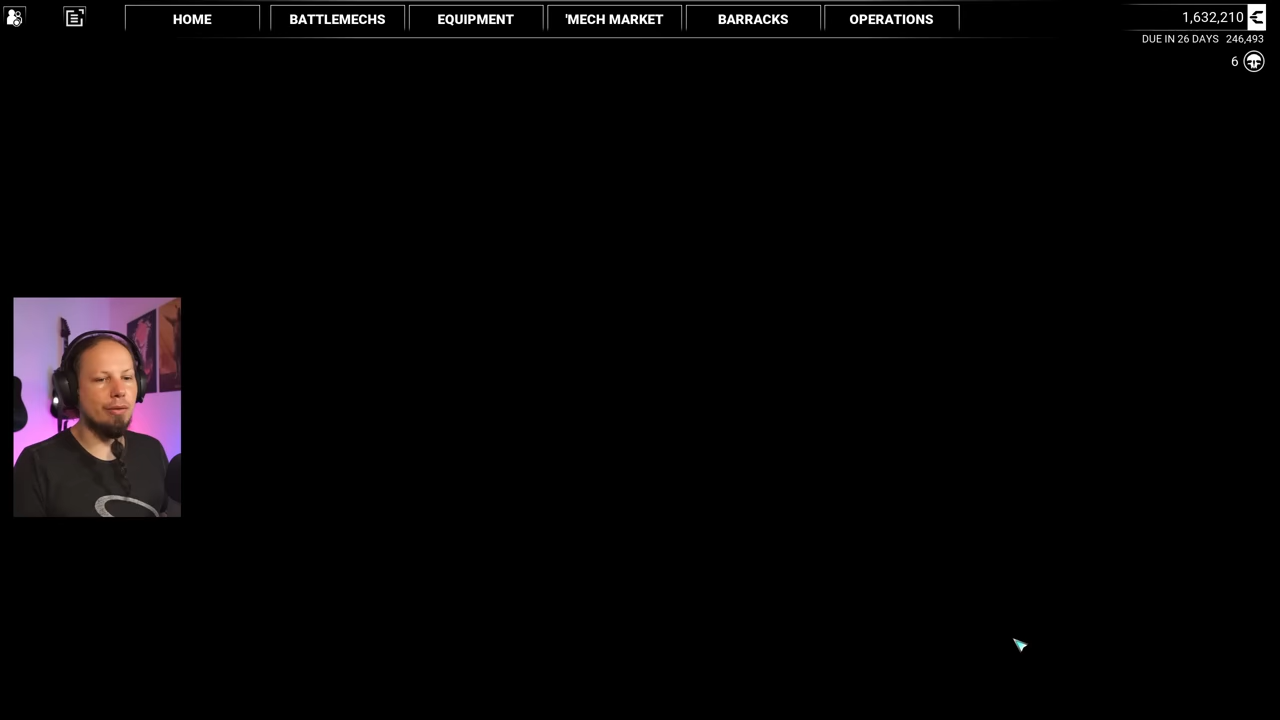 HOME
BATTLEMECHS
EQUIPMENT
'MECH MARKET
BARRACKS
OPERATIONS
1,632,210
DUE IN 26 DAYS 246,493
6